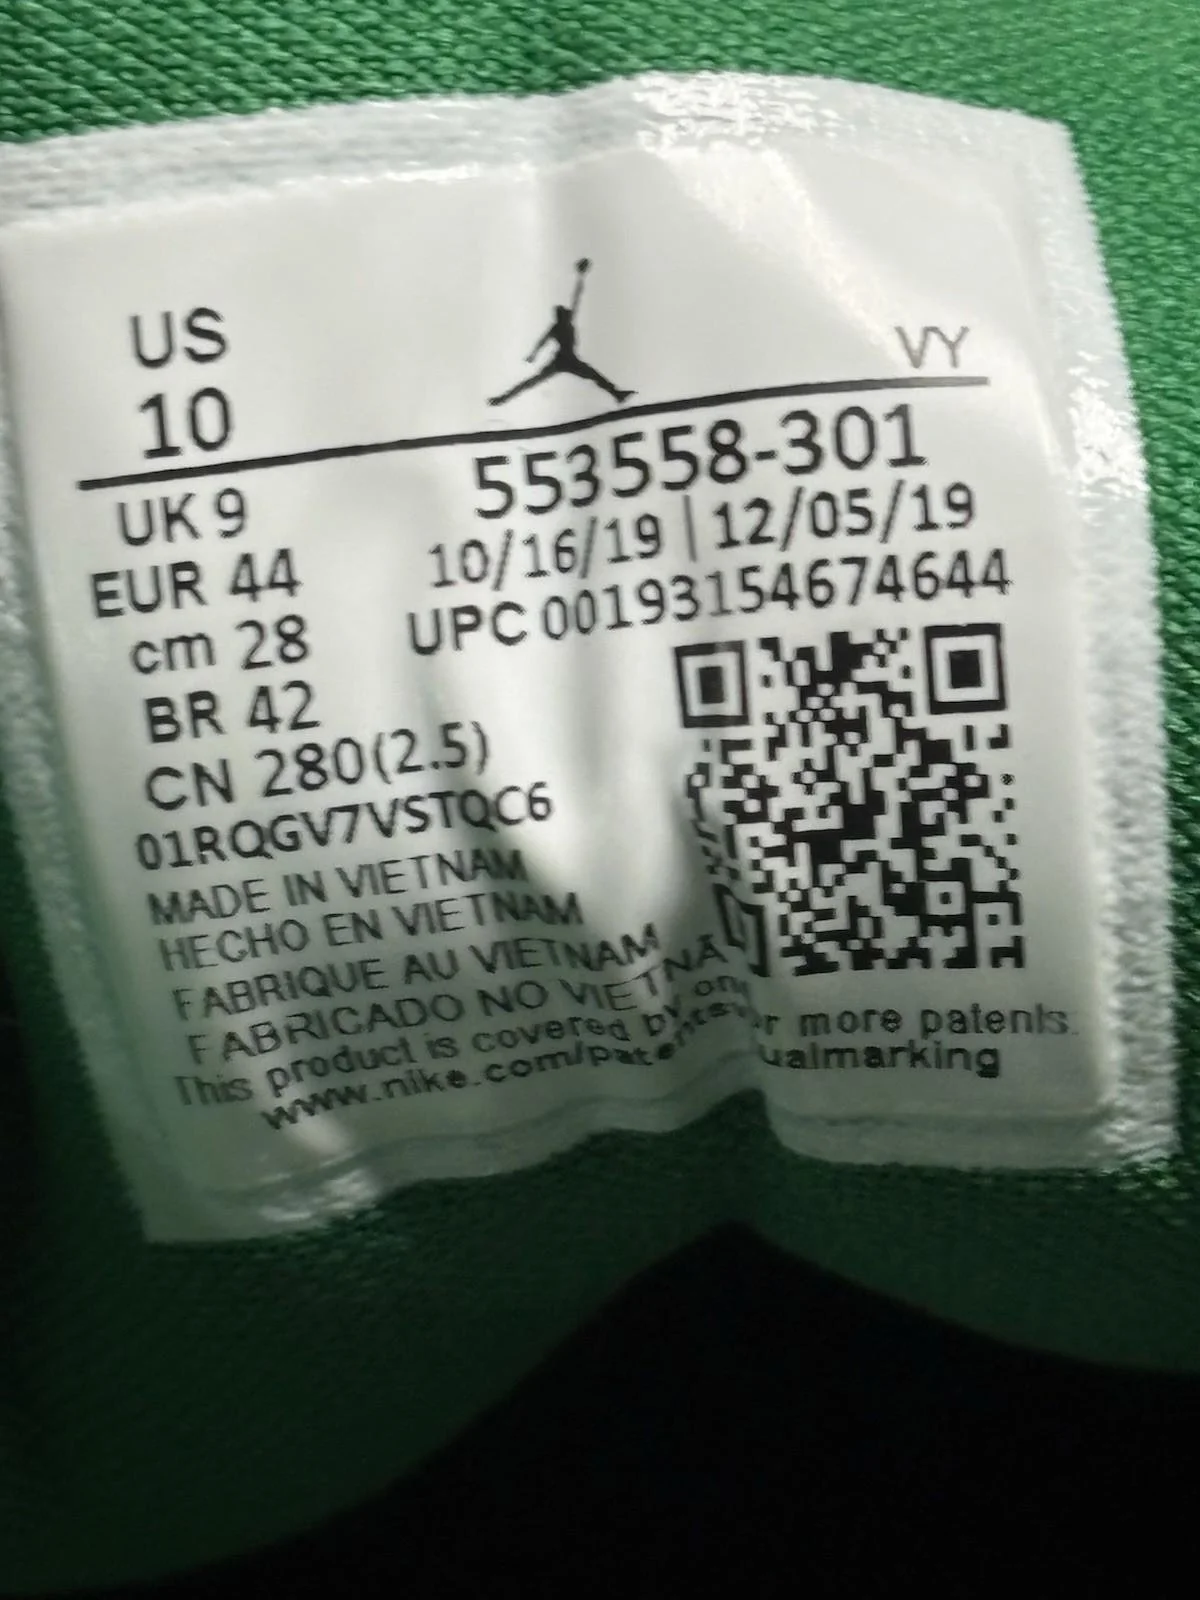 US
10
VY
553558-301
10/16/19 | 12/05/19
UPC 00193154674644
UK 9
EUR 44
cm 28
BR 42
CN 280(2.5)
01RQGV7VSTQC6
MADE IN VIETNAM
HECHO EN VIETNAM
FABRIQUE AU VIETNAM
FABRICADO NO VIETNÃ
This product is covered by one or more patents.
www.nike.com/